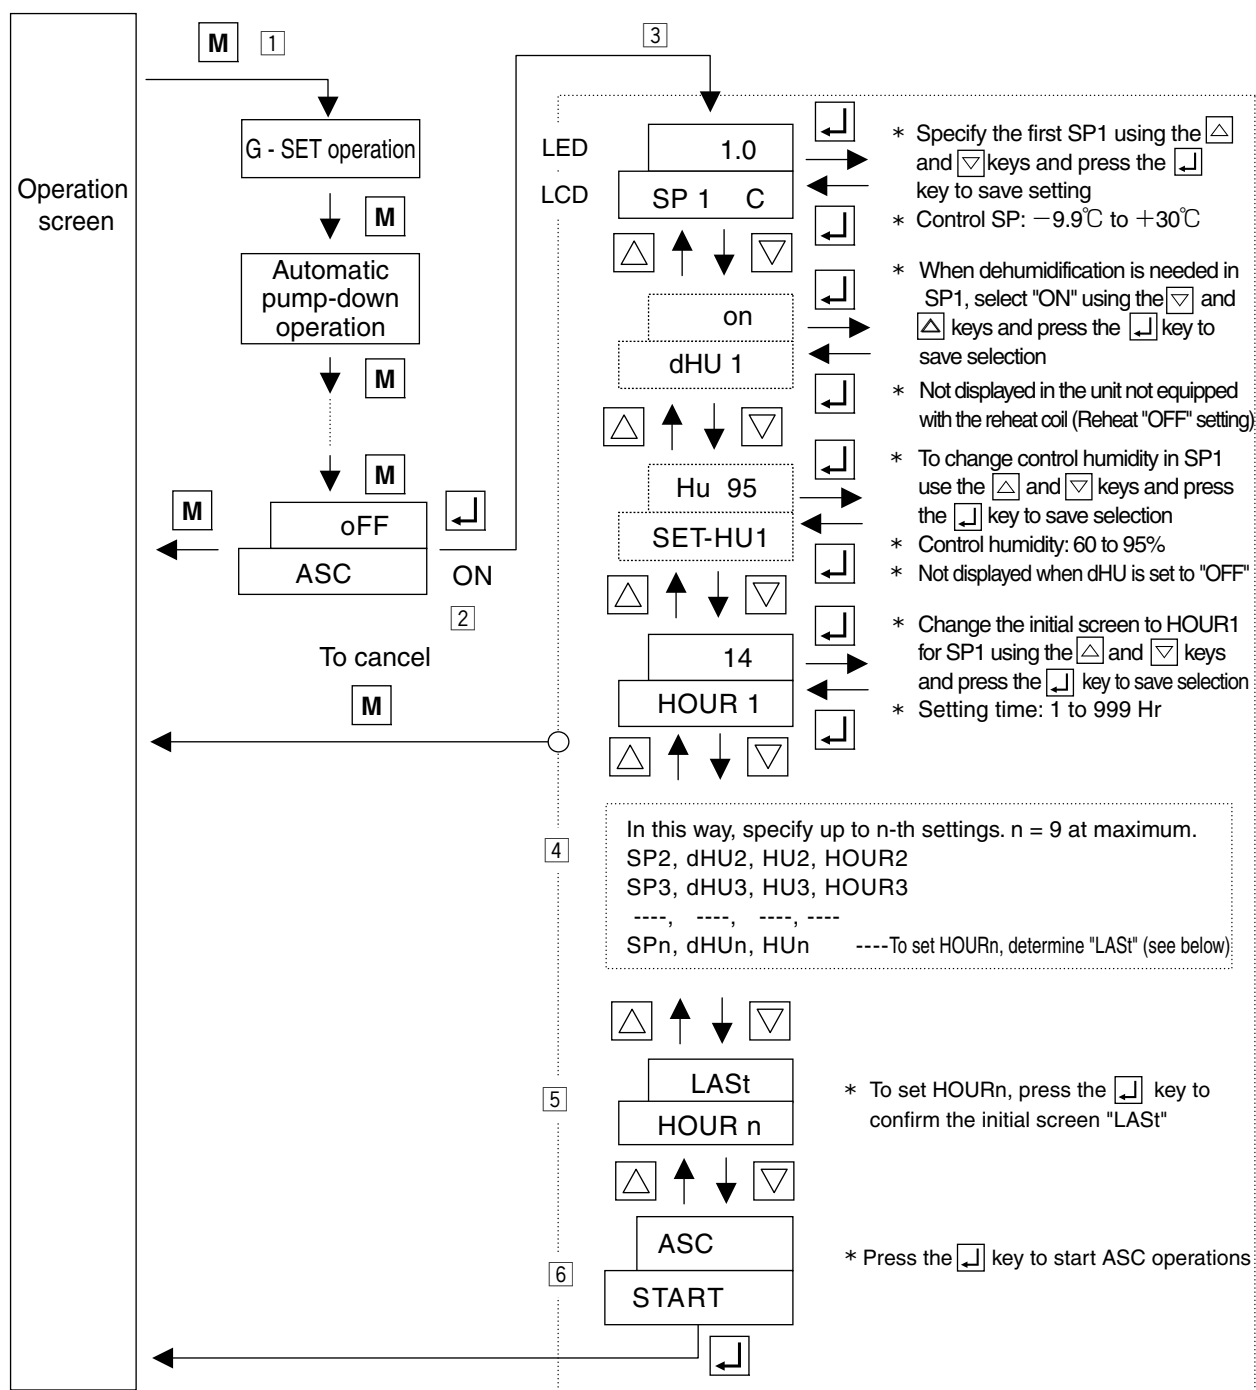 M 1
3
G - SET operation
Operation
screen
M
Automatic
pump-down
operation
M
M
M
oFF
ASC
ON
2
To cancel
M
LED
LCD
1.0
SP 1 C
* Specify the first SP1 using the △
and ▽ keys and press the ↵
key to save setting
* Control SP: －9.9℃ to ＋30℃
on
dHU 1
* When dehumidification is needed in
SP1, select "ON" using the ▽ and
△ keys and press the ↵ key to
save selection
* Not displayed in the unit not equipped
with the reheat coil (Reheat "OFF" setting)
Hu 95
SET-HU1
* To change control humidity in SP1
use the △ and ▽ keys and press
the ↵ key to save selection
* Control humidity: 60 to 95%
* Not displayed when dHU is set to "OFF"
14
HOUR 1
* Change the initial screen to HOUR1
for SP1 using the △ and ▽ keys
and press the ↵ key to save selection
* Setting time: 1 to 999 Hr
4
In this way, specify up to n-th settings. n = 9 at maximum.
SP2, dHU2, HU2, HOUR2
SP3, dHU3, HU3, HOUR3
----, ----, ----, ----
SPn, dHUn, HUn ----To set HOURn, determine "LASt" (see below)
5
LASt
HOUR n
* To set HOURn, press the ↵ key to
confirm the initial screen "LASt"
6
ASC
START
* Press the ↵ key to start ASC operations